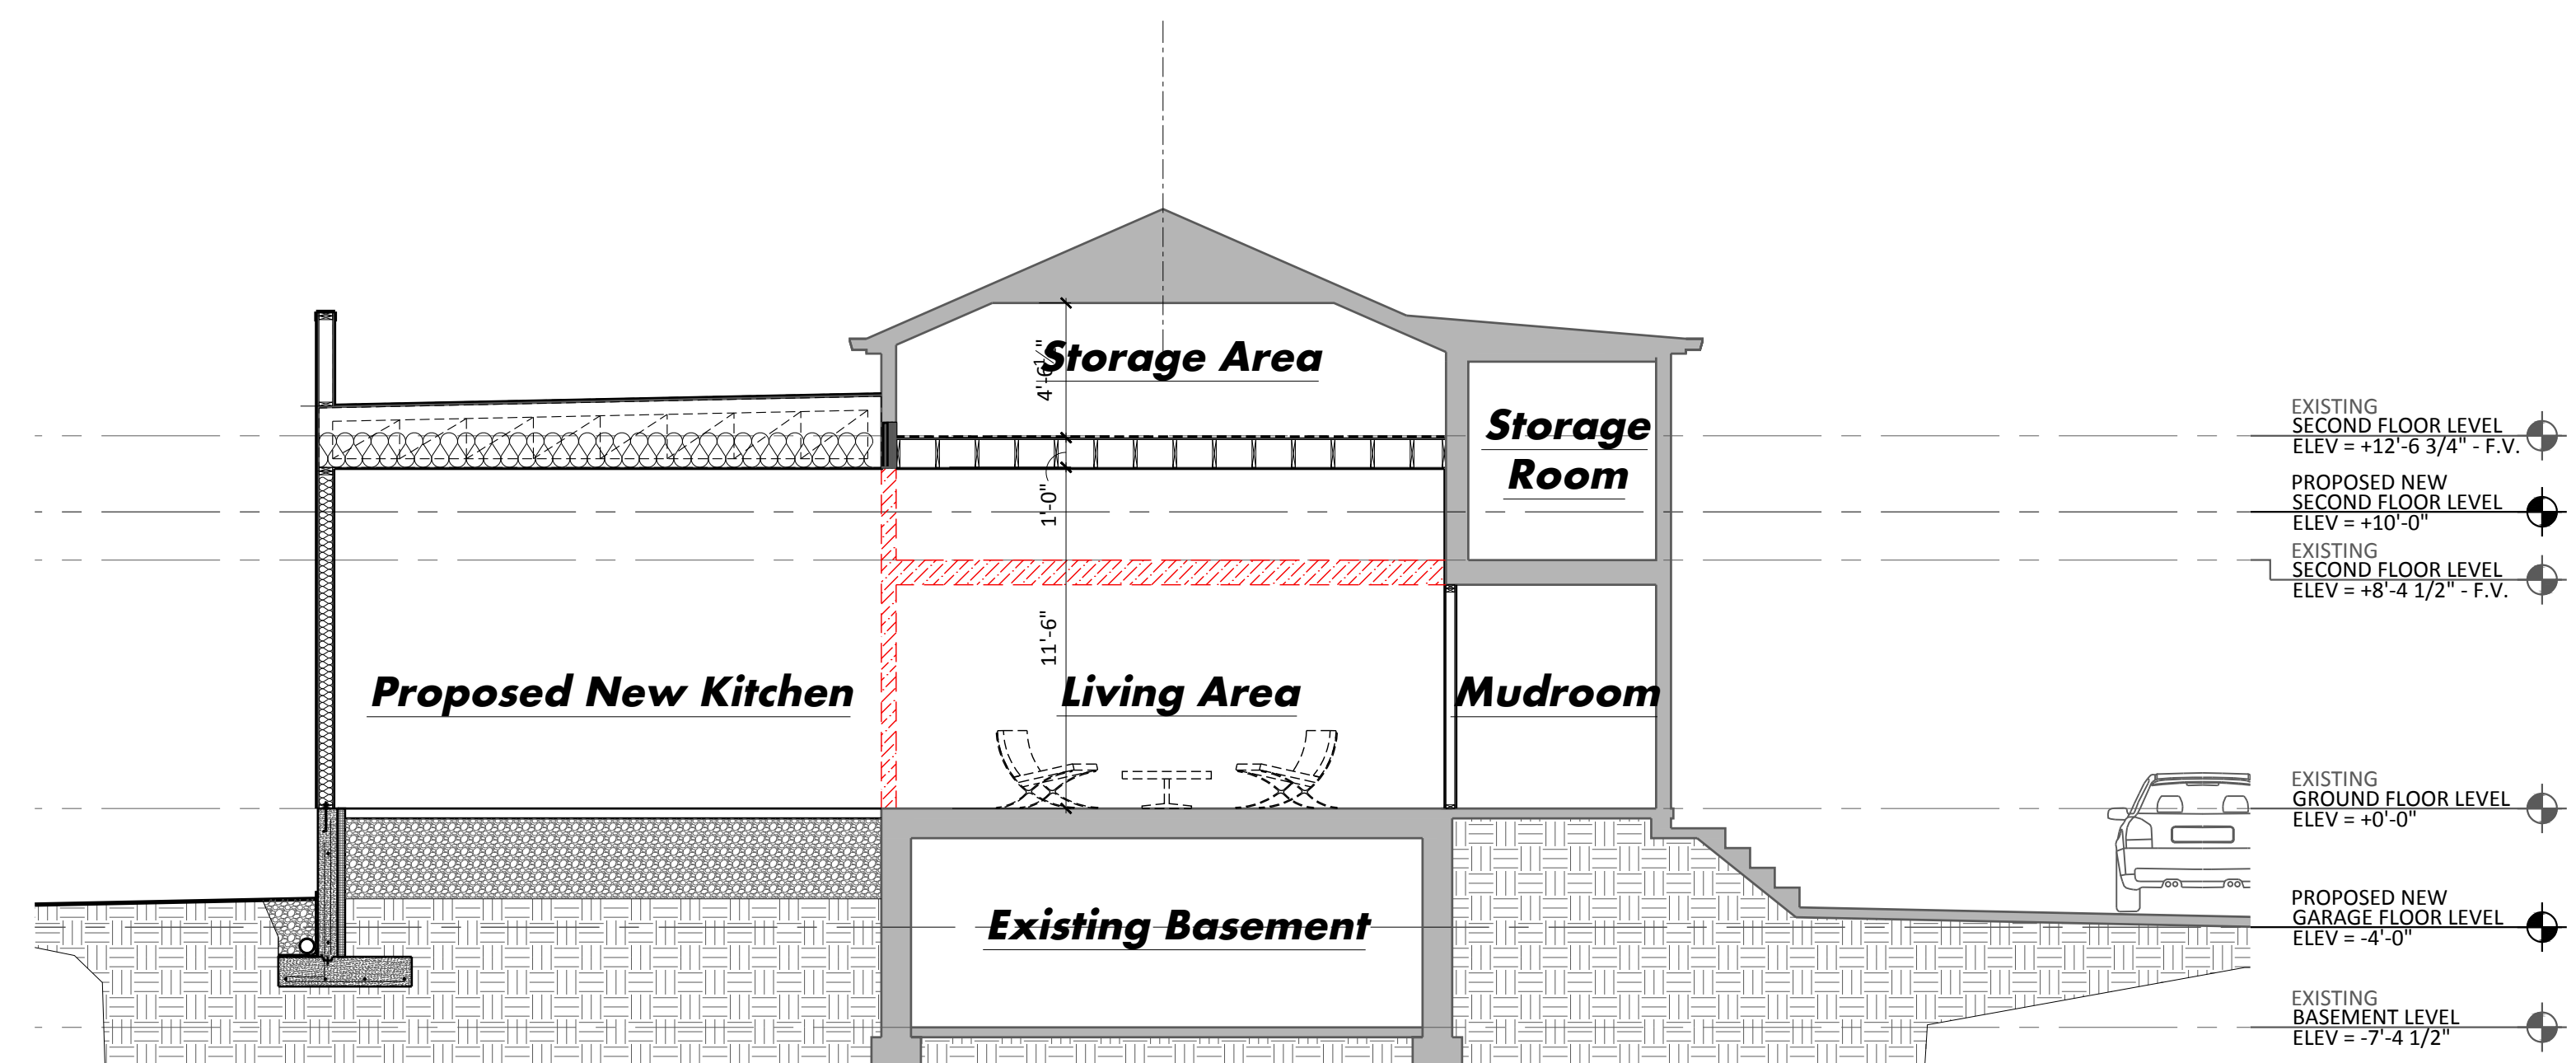 Storage Area
4'-6½"
Storage
Room
1'-0"
11'-6"
Proposed New Kitchen
Living Area
Mudroom
Existing Basement
EXISTING
SECOND FLOOR LEVEL
ELEV = +12'-6 3/4" - F.V.
PROPOSED NEW
SECOND FLOOR LEVEL
ELEV = +10'-0"
EXISTING
SECOND FLOOR LEVEL
ELEV = +8'-4 1/2" - F.V.
EXISTING
GROUND FLOOR LEVEL
ELEV = +0'-0"
PROPOSED NEW
GARAGE FLOOR LEVEL
ELEV = -4'-0"
EXISTING
BASEMENT LEVEL
ELEV = -7'-4 1/2"